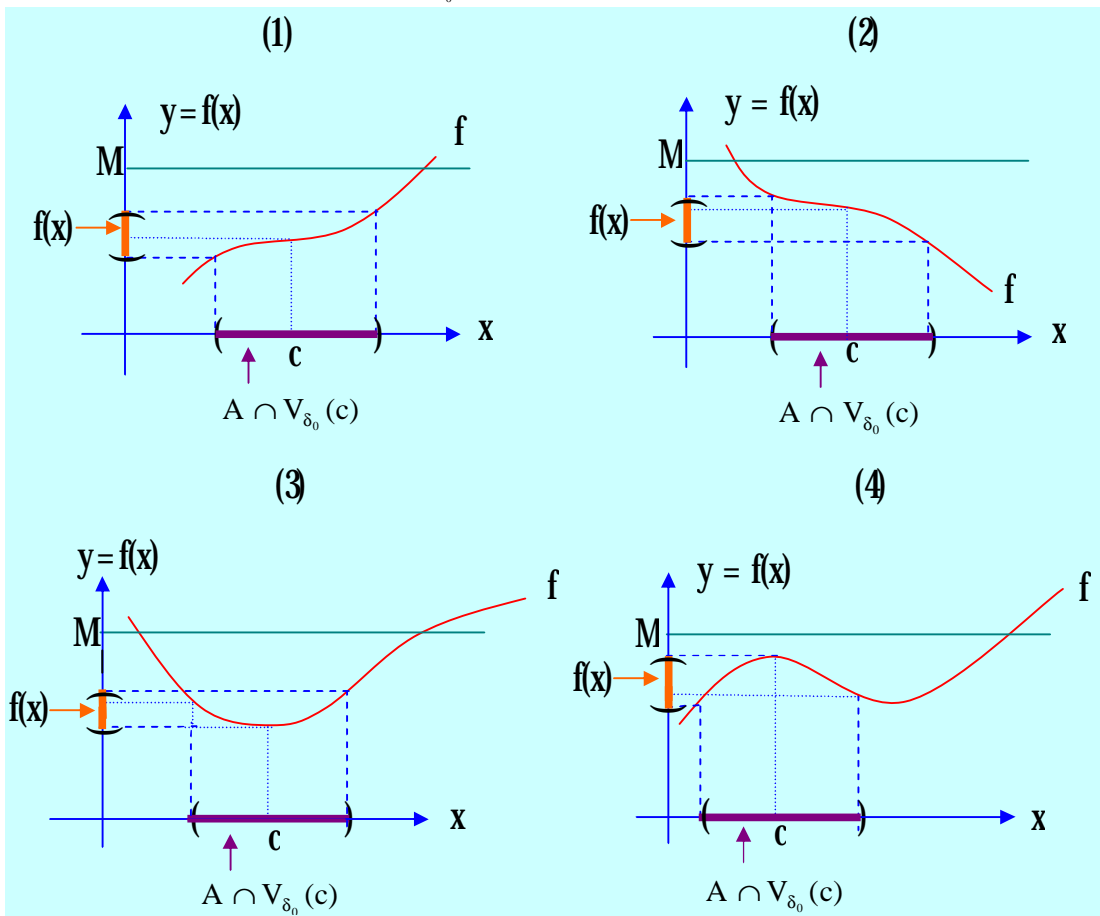 (1)
y = f(x)
f
M
f(x)
( )
x
c
A ∩ V_δ₀ (c)
(2)
y = f(x)
M
f(x)
f
( )
x
c
A ∩ V_δ₀ (c)
(3)
y = f(x)
f
M
f(x)
( )
x
c
A ∩ V_δ₀ (c)
(4)
y = f(x)
f
M
f(x)
( )
x
c
A ∩ V_δ₀ (c)